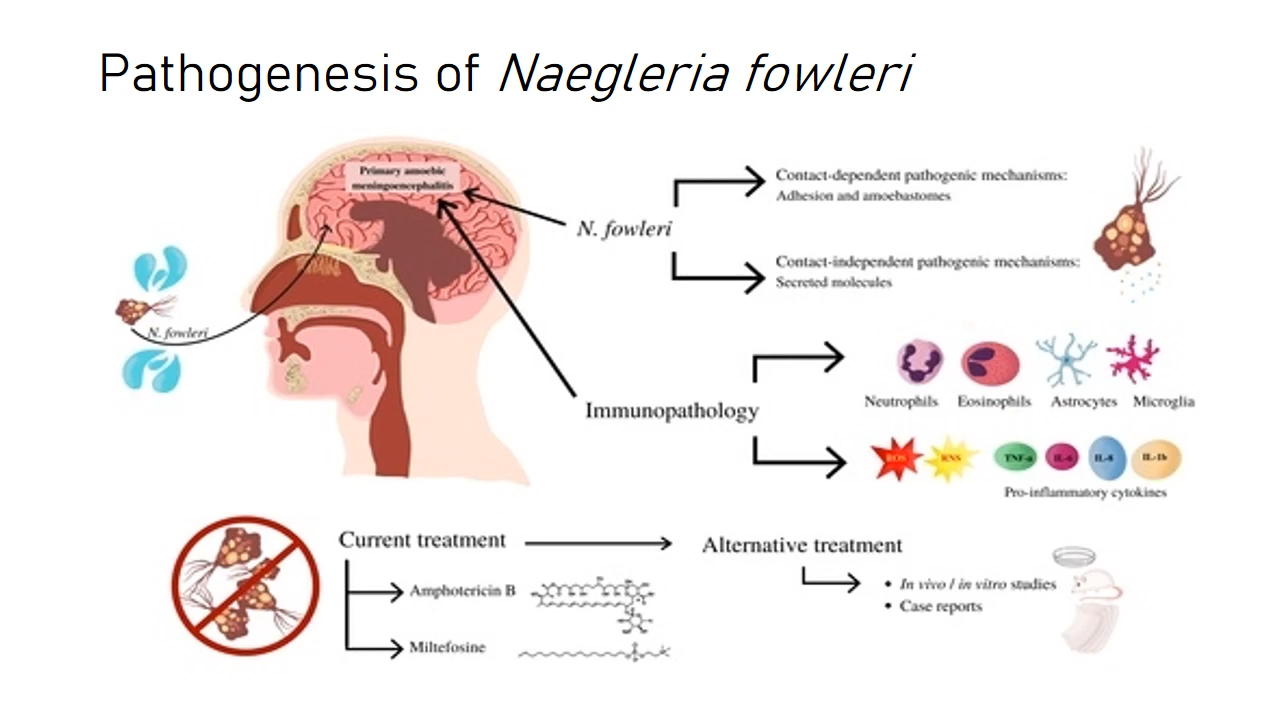 Pathogenesis of Naegleria fowleri
Primary amoebic
meningoencephalitis
N. fowleri
N. fowleri
Contact-dependent pathogenic mechanisms:
Adhesion and amoebastomes
Contact-independent pathogenic mechanisms:
Secreted molecules
Immunopathology
Neutrophils Eosinophils Astrocytes Microglia
ROS RNS TNF-a IL-6 IL-8 IL-1b
Pro-inflammatory cytokines
Current treatment
Amphotericin B
Miltefosine
Alternative treatment
• In vivo / in vitro studies
• Case reports